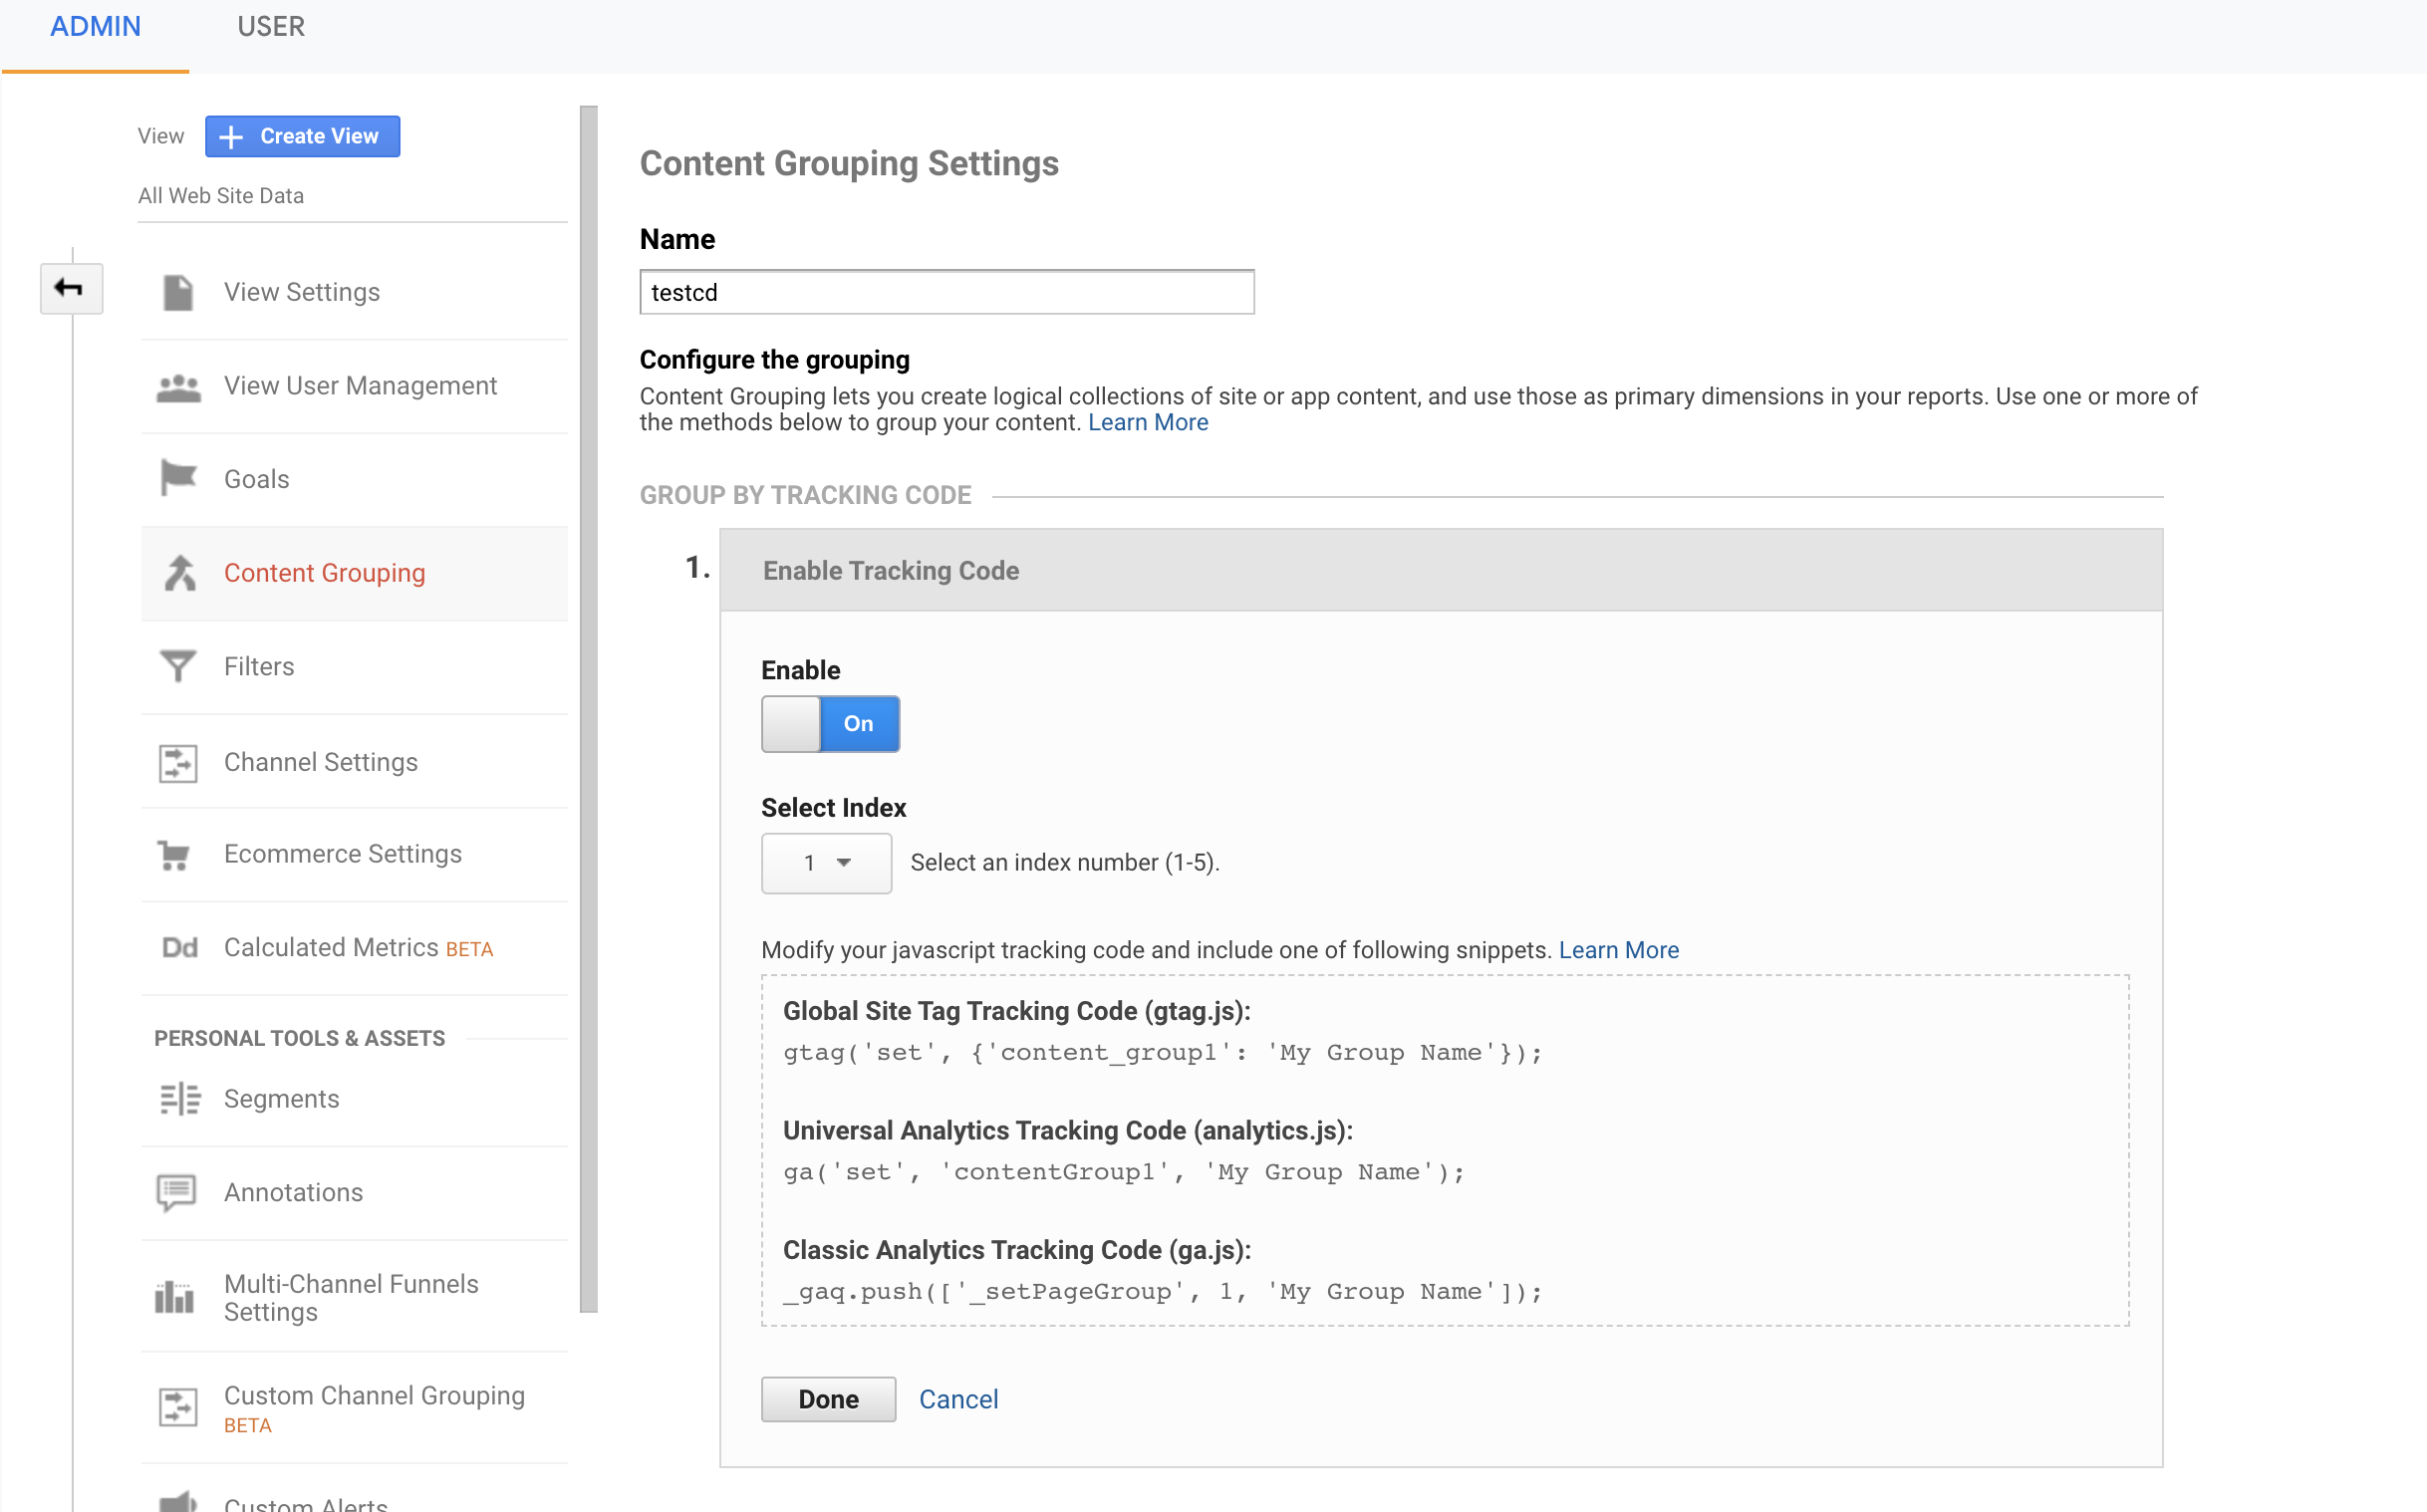 ADMIN
USER
View
Create View
All Web Site Data
View Settings
View User Management
Goals
Content Grouping
Filters
Channel Settings
Ecommerce Settings
Dd Calculated Metrics BETA
PERSONAL TOOLS & ASSETS
Segments
Annotations
Multi-Channel Funnels
Settings
Custom Channel Grouping
BETA
Custom Alerts
Content Grouping Settings
Name
testcd
Configure the grouping
Content Grouping lets you create logical collections of site or app content, and use those as primary dimensions in your reports. Use one or more of
the methods below to group your content. Learn More
GROUP BY TRACKING CODE
1. Enable Tracking Code
Enable
On
Select Index
1 Select an index number (1-5).
Modify your javascript tracking code and include one of following snippets. Learn More
Global Site Tag Tracking Code (gtag.js):
gtag('set', {'content_group1': 'My Group Name'});
Universal Analytics Tracking Code (analytics.js):
ga('set', 'contentGroup1', 'My Group Name');
Classic Analytics Tracking Code (ga.js):
_gaq.push(['_setPageGroup', 1, 'My Group Name']);
Done Cancel